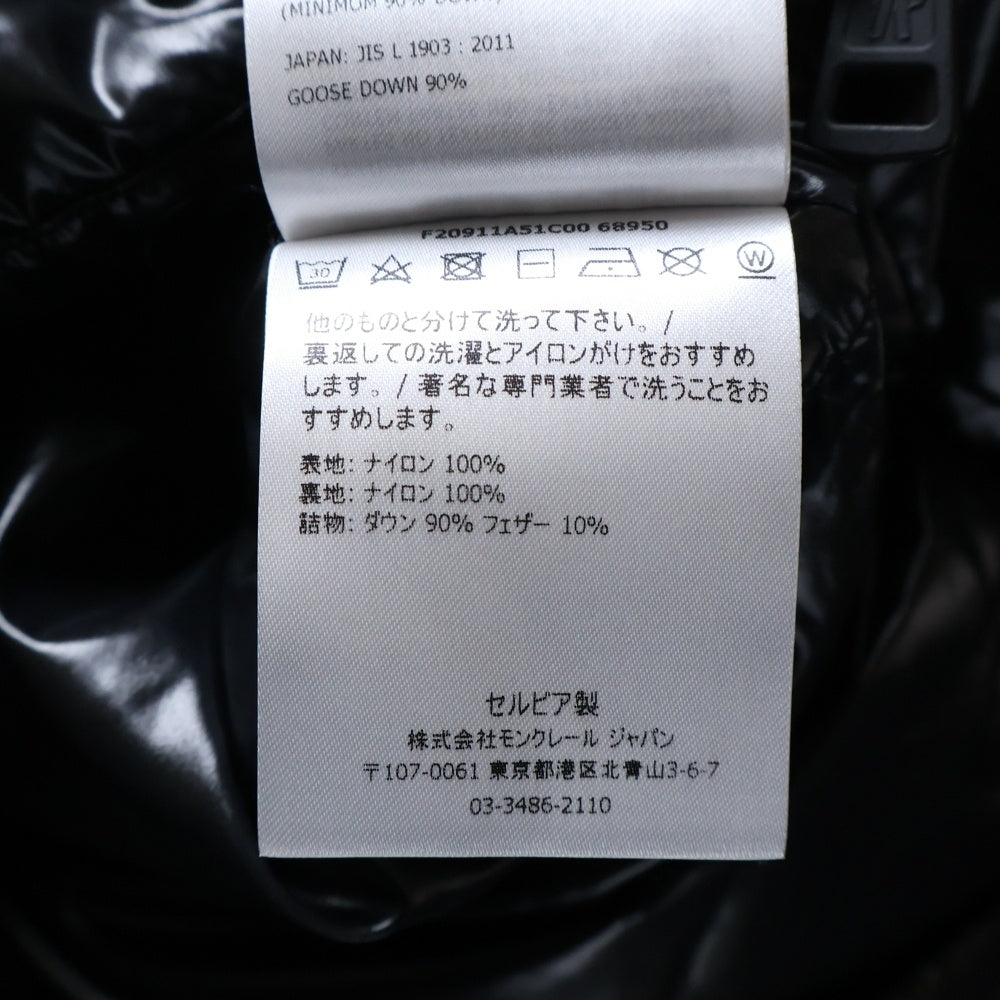 (MINIMUM 90% DOWN)
JAPAN: JIS L 1903 : 2011
GOOSE DOWN 90%
F20911A51C00 68950
30
W
他のものと分けて洗って下さい。/
裏返しての洗濯とアイロンがけをおすすめ
します。/ 著名な専門業者で洗うことをお
すすめします。
表地: ナイロン 100%
裏地: ナイロン 100%
詰物: ダウン 90% フェザー 10%
セルビア製
株式会社モンクレール ジャパン
〒107-0061 東京都港区北青山3-6-7
03-3486-2110